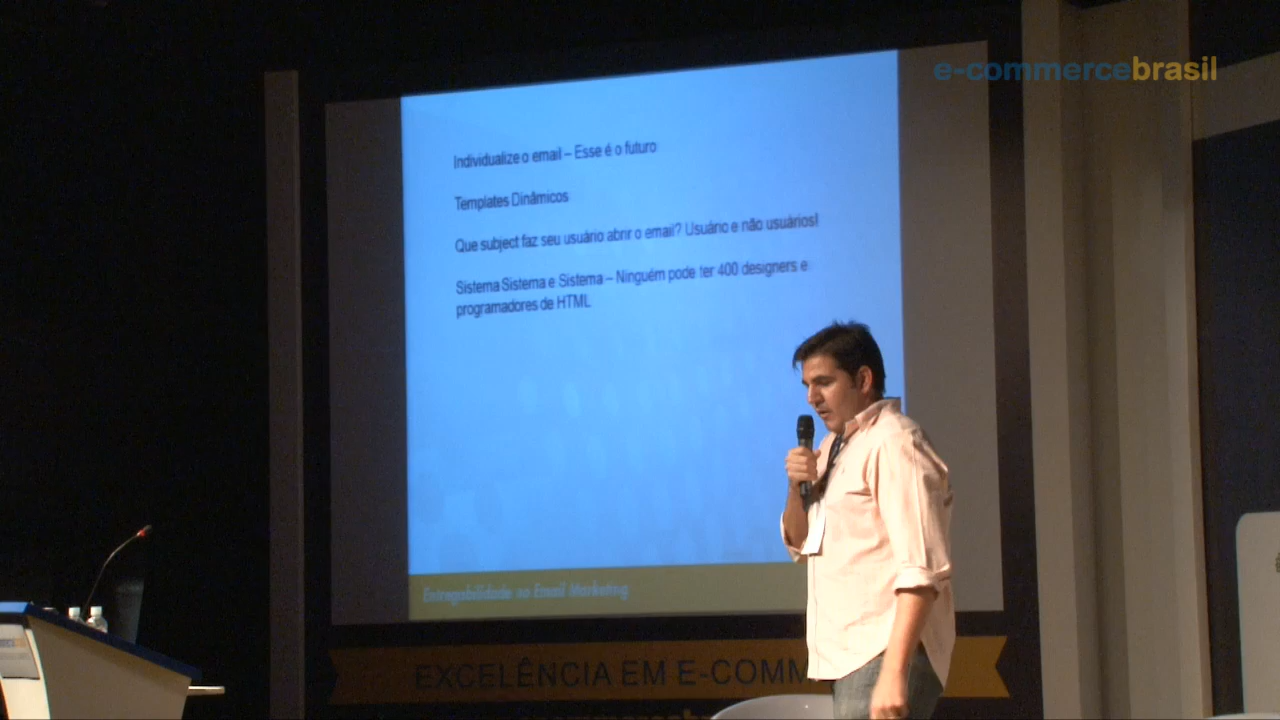 e-commercebrasil
Individualize o email – Esse é o futuro
Templates Dinâmicos
Que subject faz seu usuário abrir o email? Usuário e não usuários!
Sistema Sistema e Sistema – Ninguém pode ter 400 designers e
programadores de HTML
Entregabilidade no Email Marketing
EXCELÊNCIA EM E-COMM